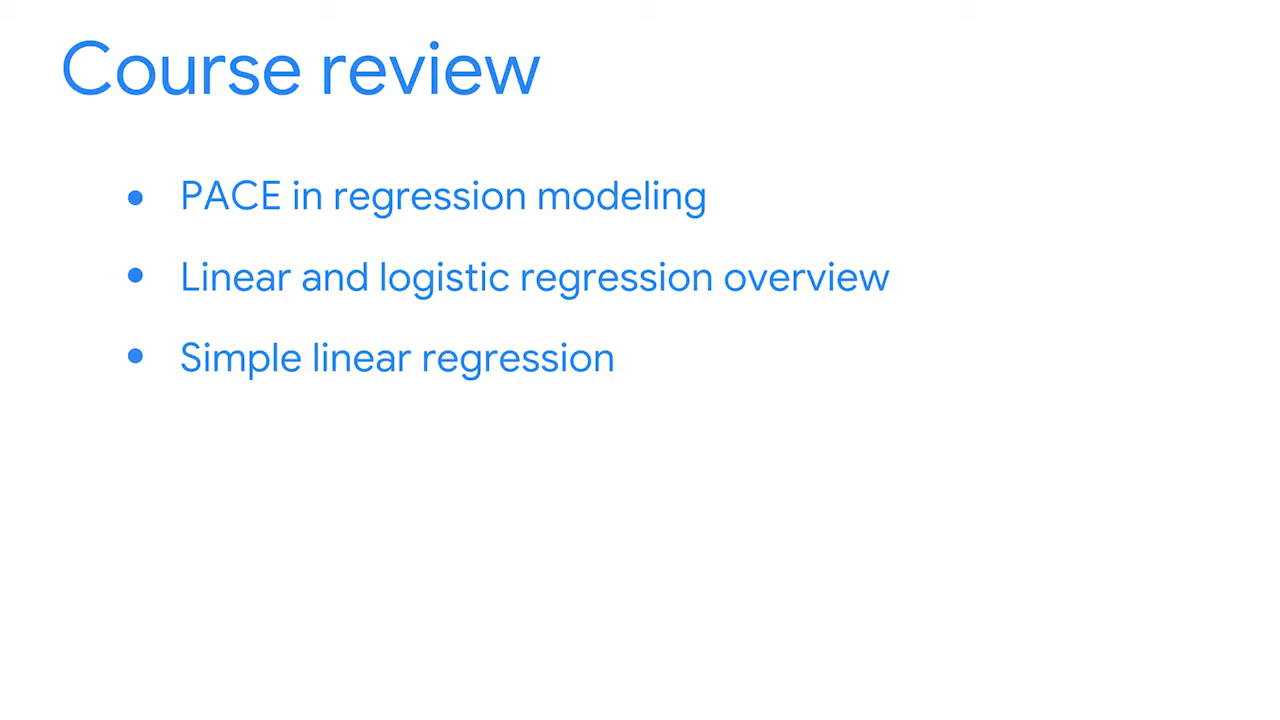 Course review
• PACE in regression modeling
• Linear and logistic regression overview
• Simple linear regression